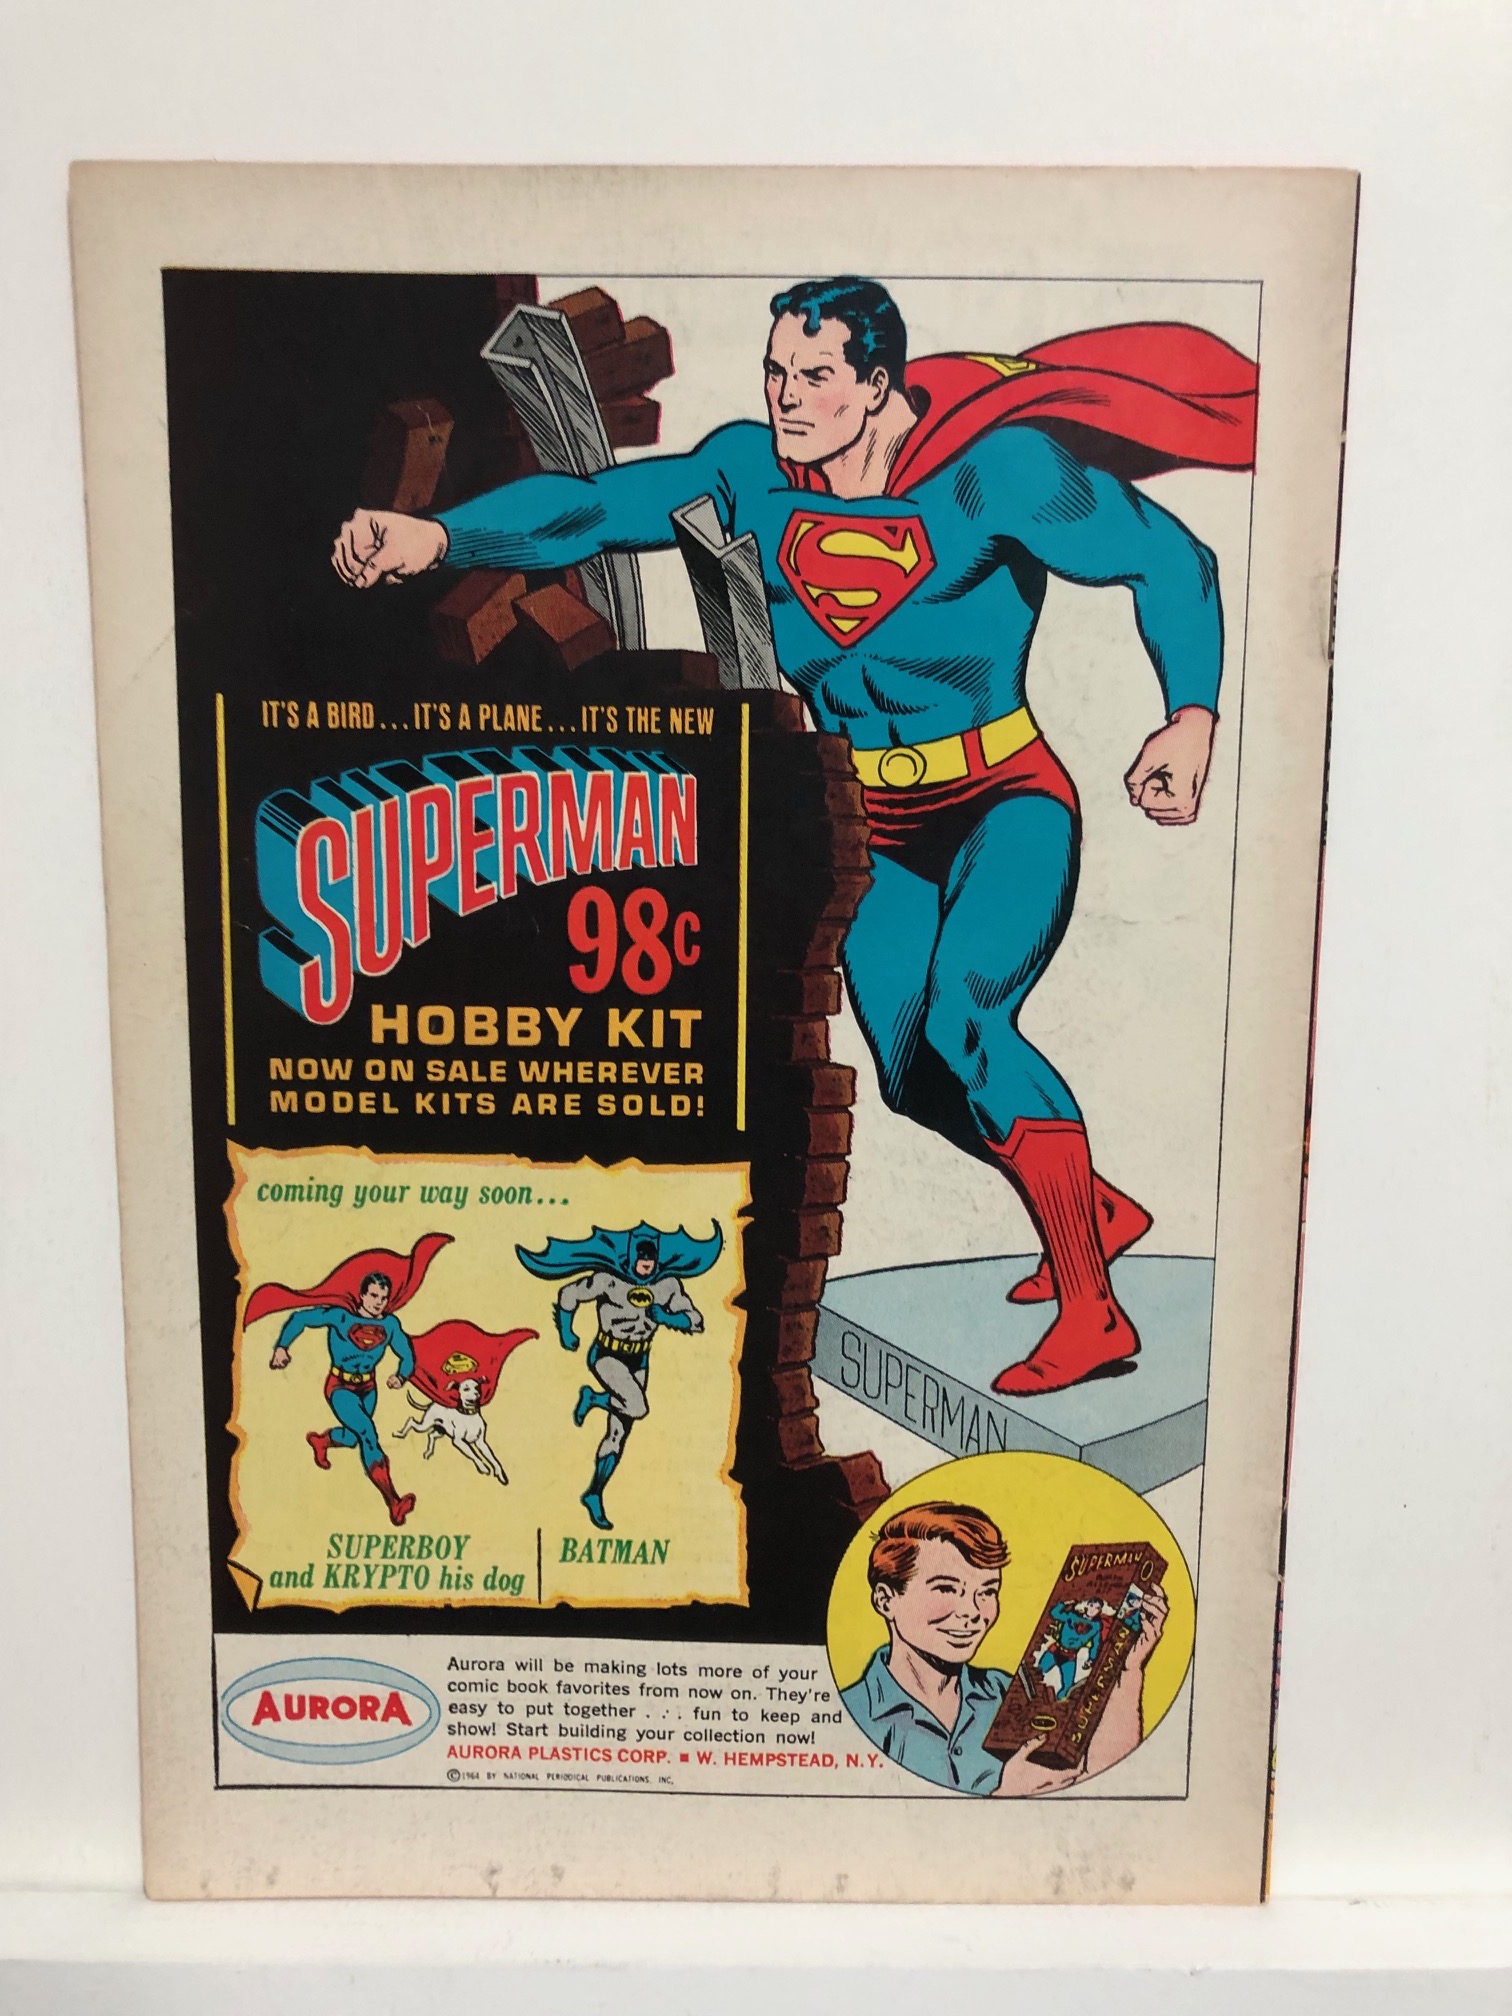 IT'S A BIRD...IT'S A PLANE...IT'S THE NEW
SUPERMAN
98c
HOBBY KIT
NOW ON SALE WHEREVER
MODEL KITS ARE SOLD!
coming your way soon...
SUPERBOY
and KRYPTO his dog
BATMAN
SUPERMAN
SUPERMAN
SUPERMAN
AURORA
Aurora will be making lots more of your
comic book favorites from now on. They're
easy to put together . . . fun to keep and
show! Start building your collection now!
AURORA PLASTICS CORP. ■ W. HEMPSTEAD, N.Y.
©1964 BY NATIONAL PERIODICAL PUBLICATIONS, INC.